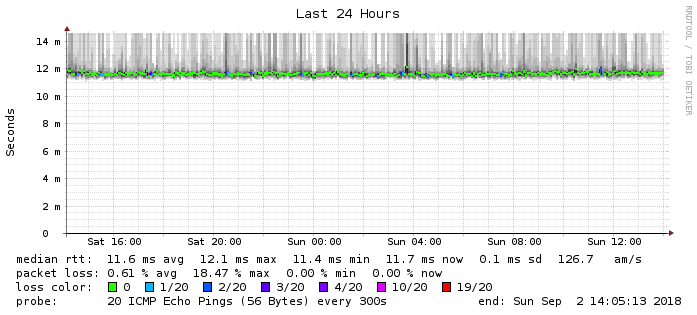 Last 24 Hours
RRDTOOL / TOBI OETIKER
Seconds
14 m
12 m
10 m
8 m
6 m
4 m
2 m
0
Sat 16:00 Sat 20:00 Sun 00:00 Sun 04:00 Sun 08:00 Sun 12:00
median rtt: 11.6 ms avg 12.1 ms max 11.4 ms min 11.7 ms now 0.1 ms sd 126.7 am/s
packet loss: 0.61 % avg 18.47 % max 0.00 % min 0.00 % now
loss color: 0 1/20 2/20 3/20 4/20 10/20 19/20
probe: 20 ICMP Echo Pings (56 Bytes) every 300s end: Sun Sep 2 14:05:13 2018